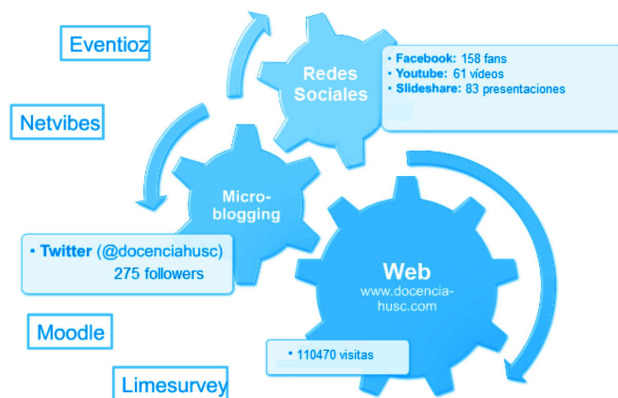 Eventioz
Redes
Sociales
• Facebook: 158 fans
• Youtube: 61 vídeos
• Slideshare: 83 presentaciones
Netvibes
Micro-
blogging
• Twitter (@docenciahusc)
275 followers
Web
www.docencia-
husc.com
• 110470 visitas
Moodle
Limesurvey